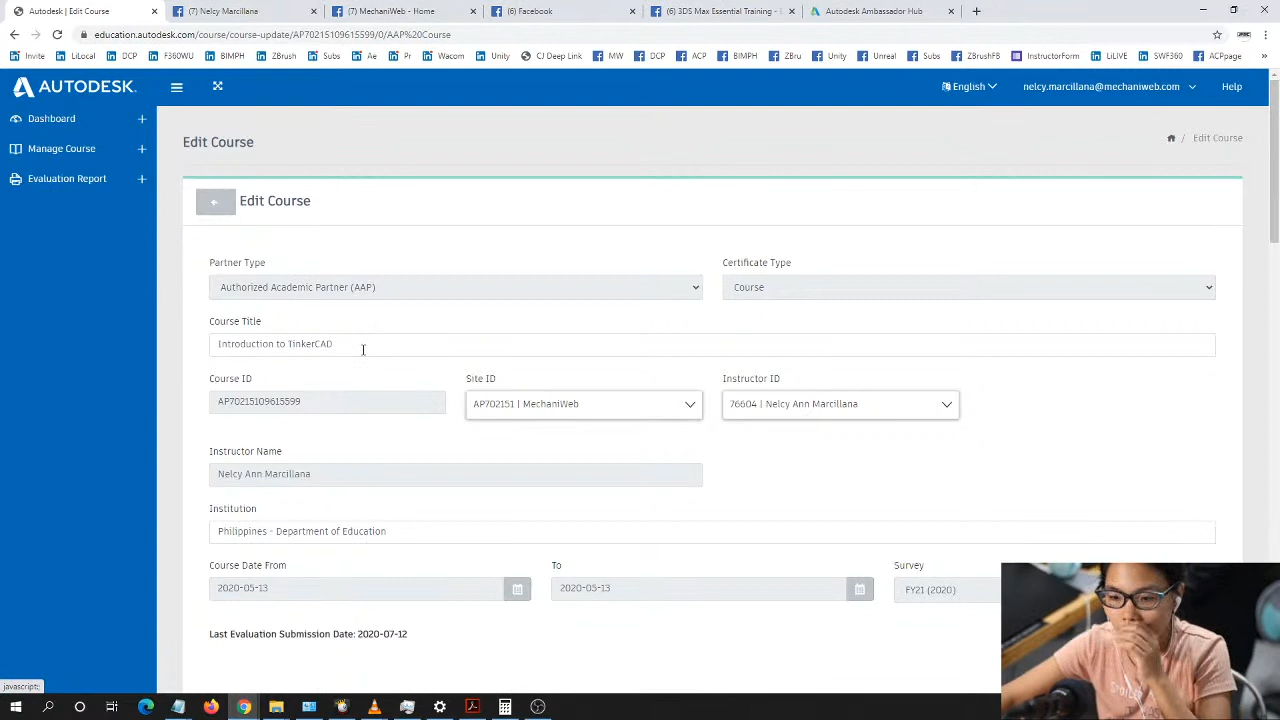 Edit Course
(7) Nelcy Marcillana
(7) MechaniWeb - Home
(6) Facebook
(6) 3DS Max Essential Training - E
Autodesk Ambassador Hub
education.autodesk.com/course/course-update/AP70215109615599/0/AAP%20Course
Invite LiLocal DCP F360WU BIMPH ZBrush Subs Ae Pr Wacom Unity CJ Deep Link MW DCP ACP BIMPH ZBru Unity Unreal Subs ZBrushFB InstructorForm LiLIVE SWF360 ACPpage
AUTODESK. English nelcy.marcillana@mechaniweb.com Help
Dashboard
Manage Course
Evaluation Report
Edit Course
/ Edit Course
Edit Course
Partner Type Certificate Type
Authorized Academic Partner (AAP) Course
Course Title
Introduction to TinkerCAD
Course ID Site ID Instructor ID
AP70215109615599 AP702151 | MechaniWeb 76604 | Nelcy Ann Marcillana
Instructor Name
Nelcy Ann Marcillana
Institution
Philippines - Department of Education
Course Date From To Survey
2020-05-13 2020-05-13 FY21 (2020)
Last Evaluation Submission Date: 2020-07-12
javascript:;